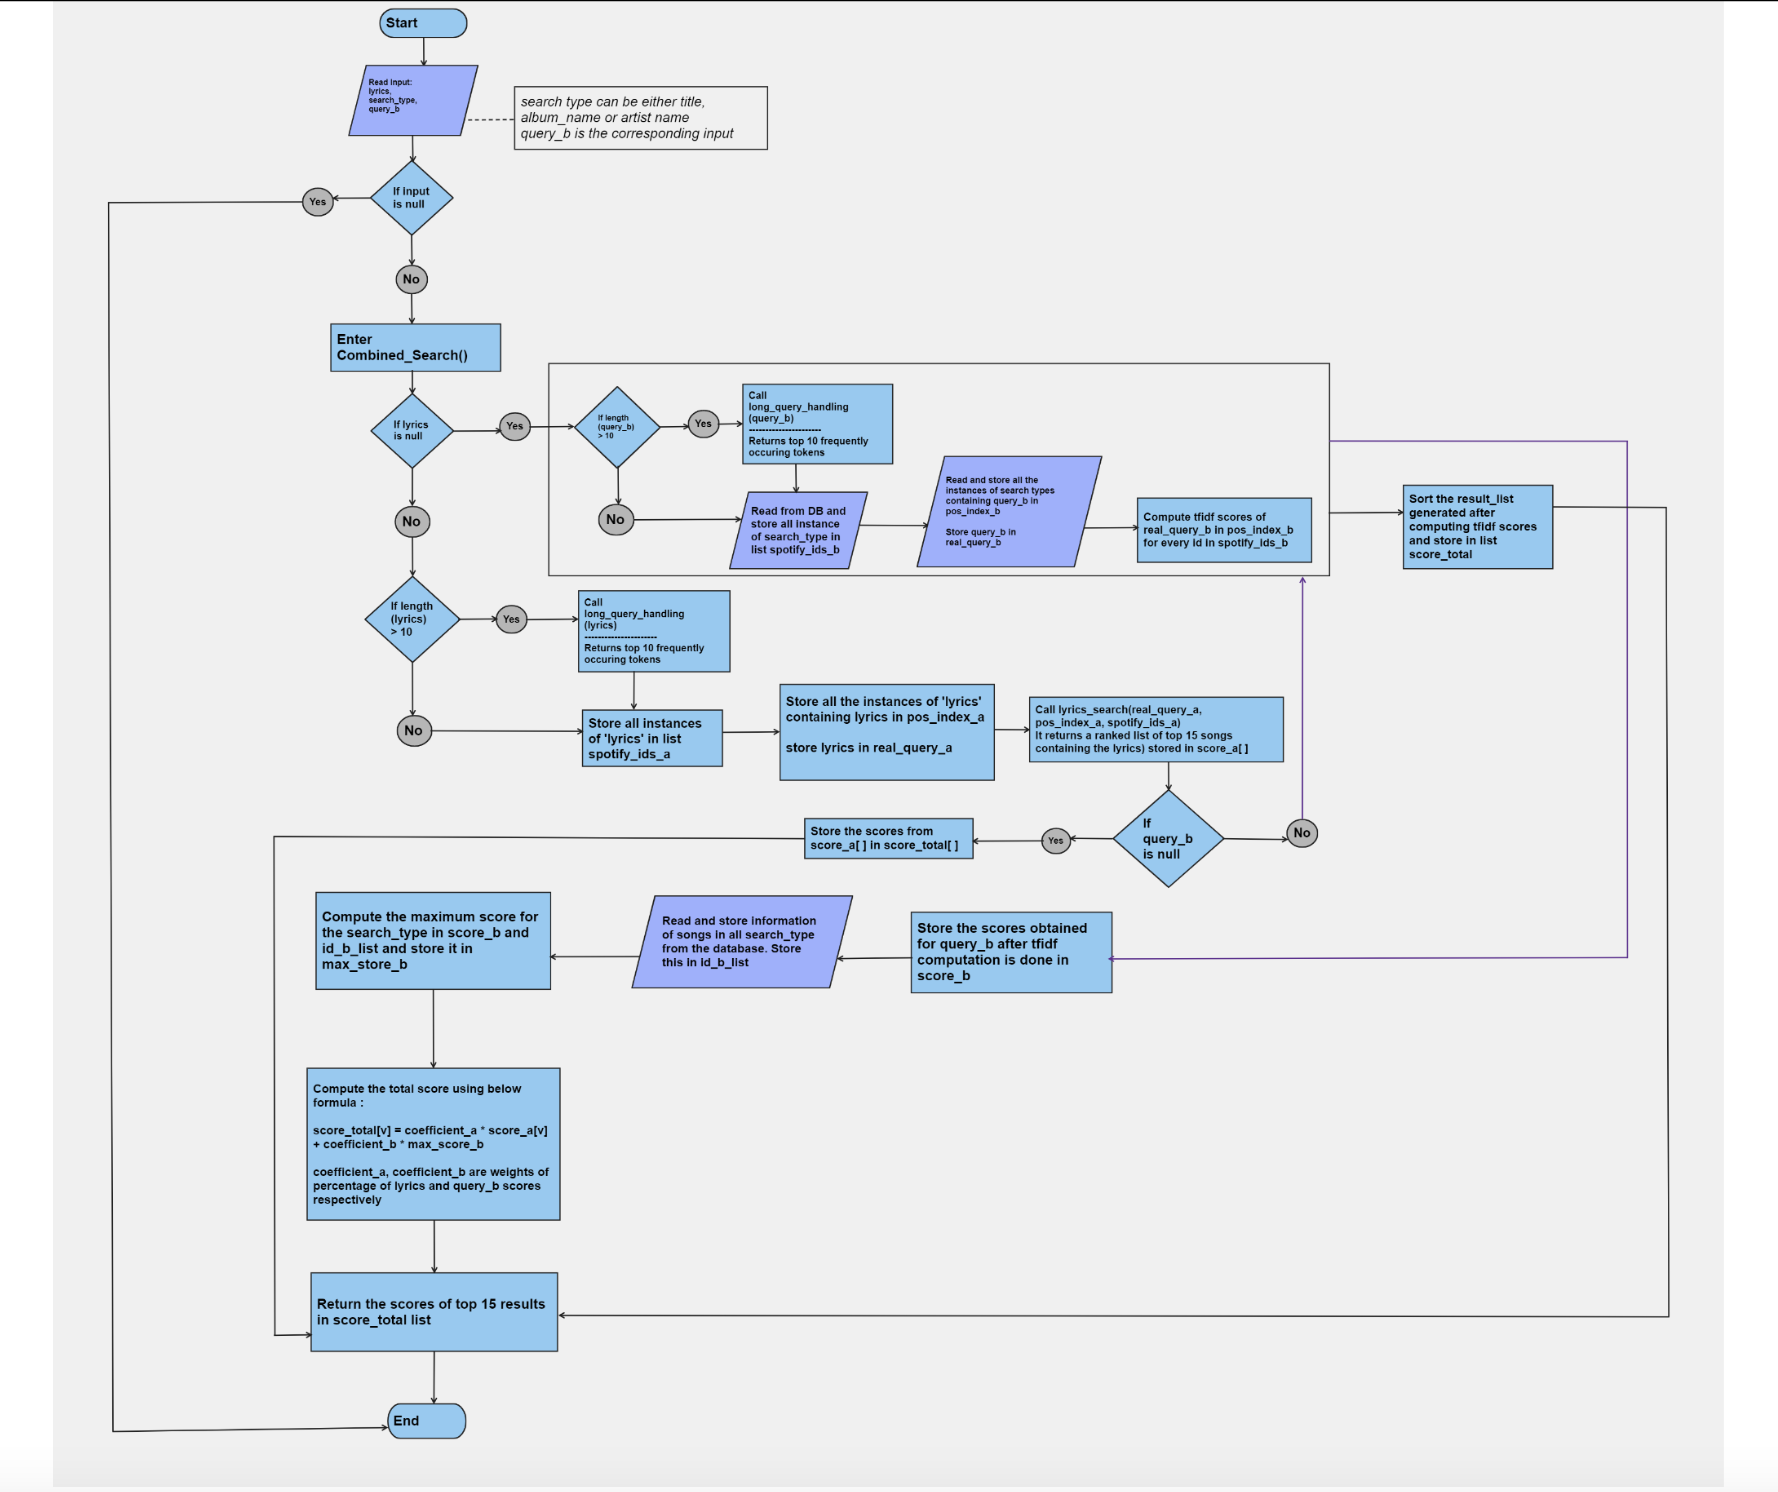 Start
Read Input:
lyrics,
search_type,
query_b
search type can be either title,
album_name or artist name
query_b is the corresponding input
If input
is null
Yes
No
Enter
Combined_Search()
If lyrics
is null
Yes
If length
(query_b)
> 10
Yes
Call
long_query_handling
(query_b)
----------------------
Returns top 10 frequently
occuring tokens
No
No
Read from DB and
store all instance
of search_type in
list spotify_ids_b
Read and store all the
instances of search types
containing query_b in
pos_index_b
Store query_b in
real_query_b
Compute tfidf scores of
real_query_b in pos_index_b
for every id in spotify_ids_b
Sort the result_list
generated after
computing tfidf scores
and store in list
score_total
If length
(lyrics)
> 10
Yes
Call
long_query_handling
(lyrics)
----------------------
Returns top 10 frequently
occuring tokens
No
Store all instances
of 'lyrics' in list
spotify_ids_a
Store all the instances of 'lyrics'
containing lyrics in pos_index_a
store lyrics in real_query_a
Call lyrics_search(real_query_a,
pos_index_a, spotify_ids_a)
It returns a ranked list of top 15 songs
containing the lyrics) stored in score_a[ ]
If
query_b
is null
No
Yes
Store the scores from
score_a[ ] in score_total[ ]
Compute the maximum score for
the search_type in score_b and
id_b_list and store it in
max_store_b
Read and store information
of songs in all search_type
from the database. Store
this in id_b_list
Store the scores obtained
for query_b after tfidf
computation is done in
score_b
Compute the total score using below
formula :
score_total[v] = coefficient_a * score_a[v]
+ coefficient_b * max_score_b
coefficient_a, coefficient_b are weights of
percentage of lyrics and query_b scores
respectively
Return the scores of top 15 results
in score_total list
End